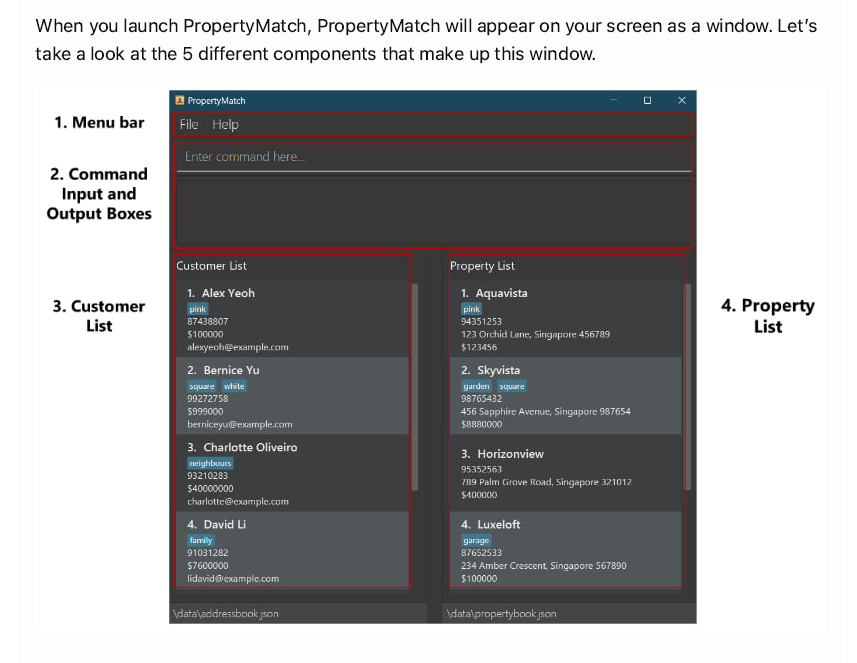 When you launch PropertyMatch, PropertyMatch will appear on your screen as a window. Let’s
take a look at the 5 different components that make up this window.
PropertyMatch
1. Menu bar
File Help
2. Command
Input and
Output Boxes
Enter command here...
3. Customer
List
Customer List
1. Alex Yeoh
pink
87438807
$100000
alexyeoh@example.com
2. Bernice Yu
square white
99272758
$999000
berniceyu@example.com
3. Charlotte Oliveiro
neighbours
93210283
$40000000
charlotte@example.com
4. David Li
family
91031282
$7600000
lidavid@example.com
\data\addressbook.json
Property List
1. Aquavista
pink
94351253
123 Orchid Lane, Singapore 456789
$123456
2. Skyvista
garden square
98765432
456 Sapphire Avenue, Singapore 987654
$8880000
3. Horizonview
95352563
789 Palm Grove Road, Singapore 321012
$400000
4. Luxeloft
garage
87652533
234 Amber Crescent, Singapore 567890
$100000
\data\propertybook.json
4. Property
List